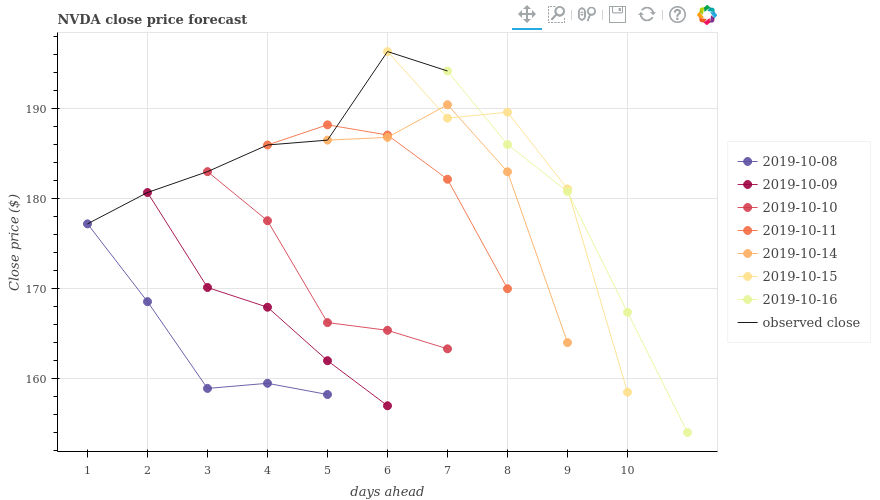 NVDA close price forecast
190
180
170
160
Close price ($)
1 2 3 4 5 6 7 8 9 10
days ahead
2019-10-08
2019-10-09
2019-10-10
2019-10-11
2019-10-14
2019-10-15
2019-10-16
observed close